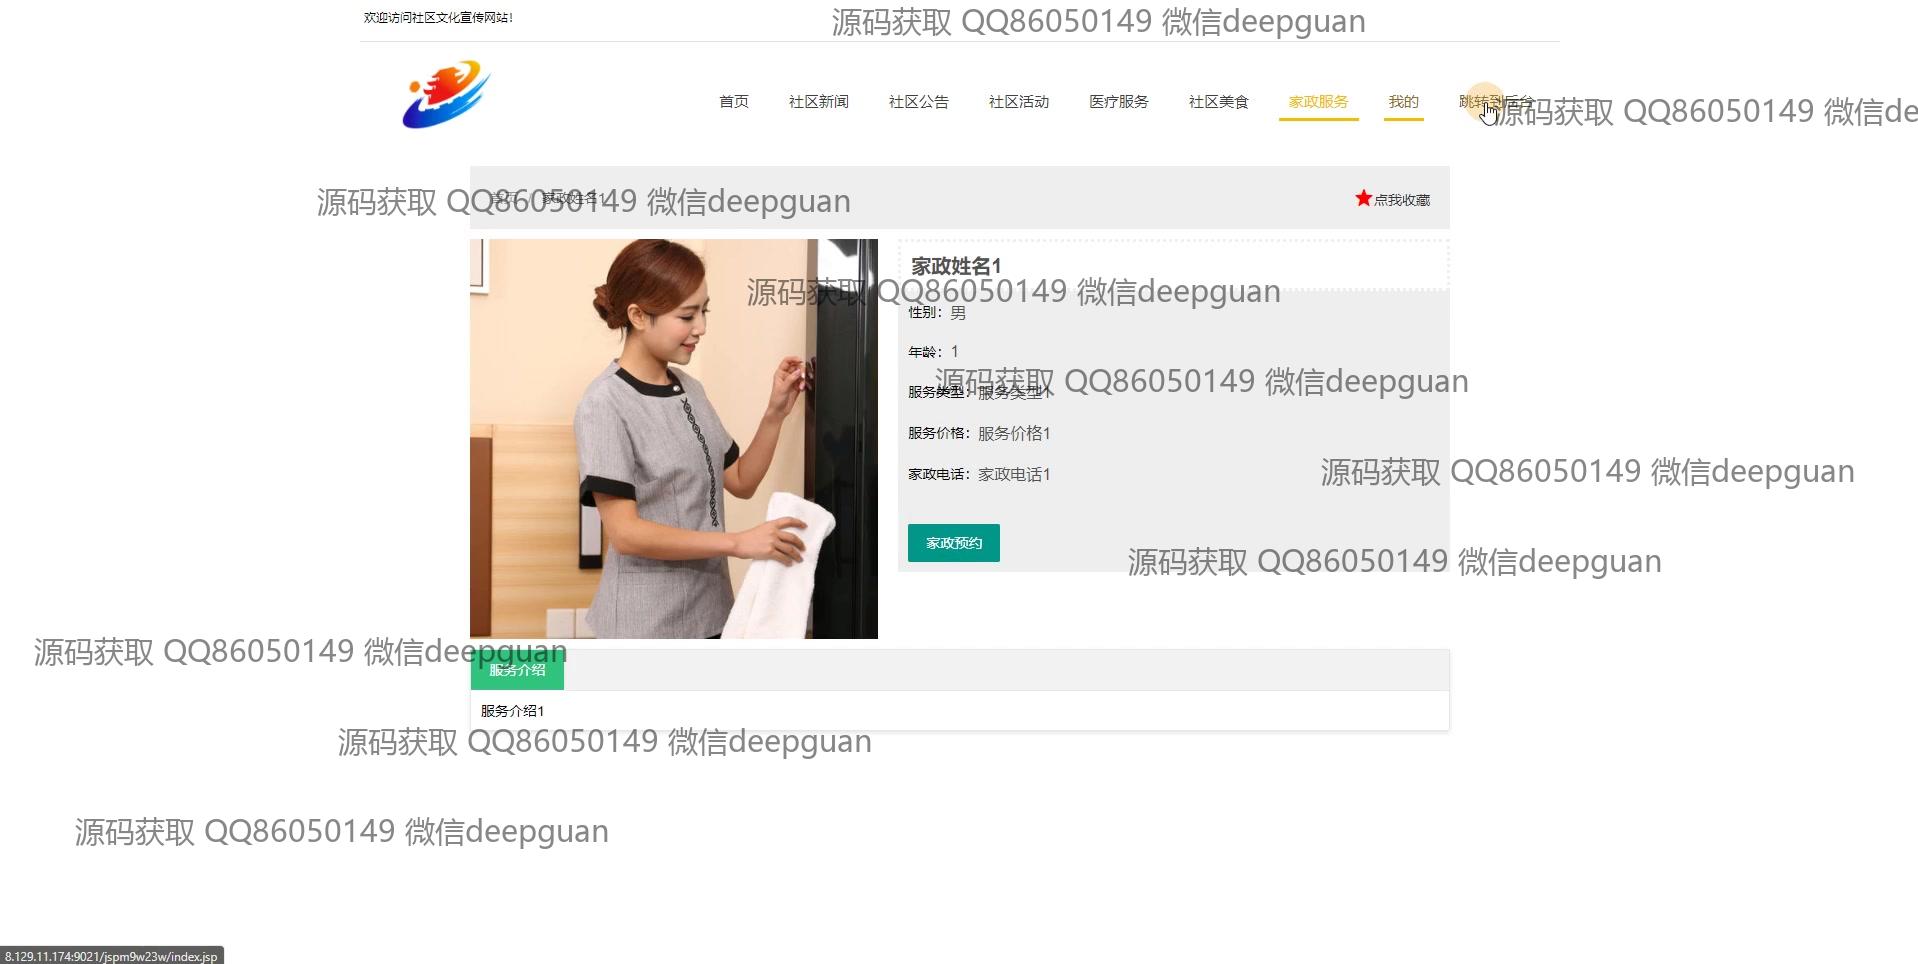 欢迎访问社区文化宣传网站!
源码获取 QQ86050149 微信deepguan
首页 社区新闻 社区公告 社区活动 医疗服务 社区美食 家政服务 我的 跳转到后台
源码获取 QQ86050149 微信de
首页 / 家政姓名1
★点我收藏
源码获取 QQ86050149 微信deepguan
家政姓名1
源码获取 QQ86050149 微信deepguan
性别：男
年龄：1
源码获取 QQ86050149 微信deepguan
服务类型：服务类型1
服务价格：服务价格1
家政电话：家政电话1
源码获取 QQ86050149 微信deepguan
家政预约
源码获取 QQ86050149 微信deepguan
源码获取 QQ86050149 微信deepguan
服务介绍
服务介绍1
源码获取 QQ86050149 微信deepguan
源码获取 QQ86050149 微信deepguan
8.129.11.174:9021/jspm9w23w/index.jsp